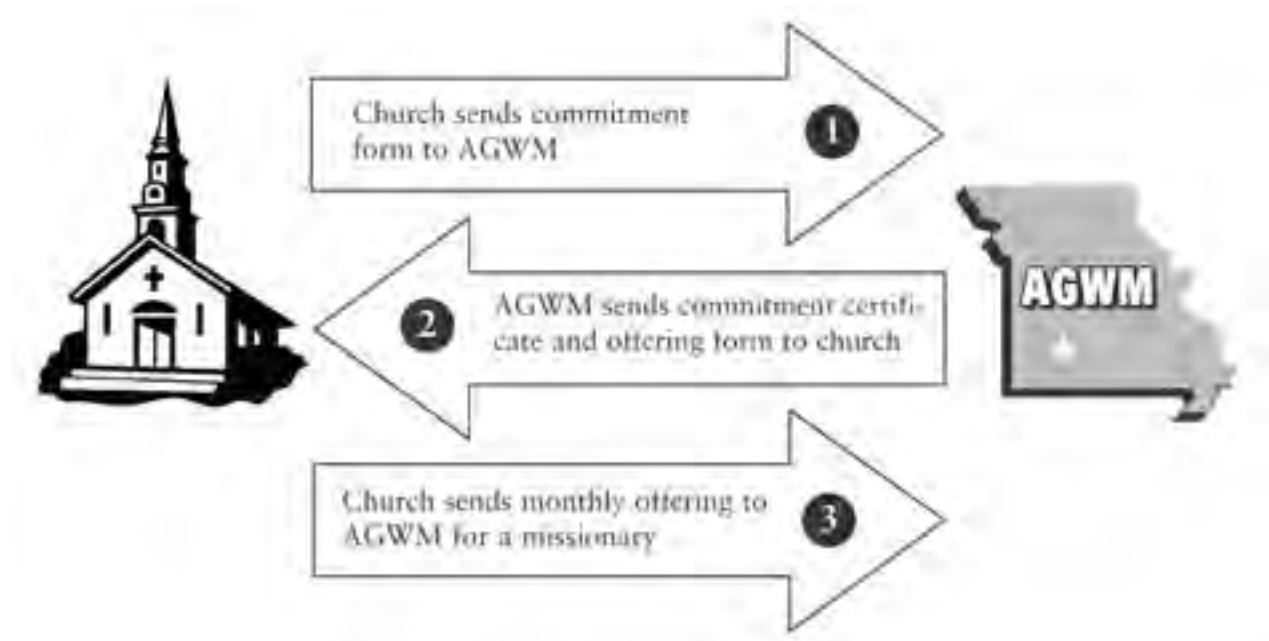 Church sends commitment
form to AGWM
1
AGWM
2
AGWM sends commitment certifi-
cate and offering form to church
Church sends monthly offering to
AGWM for a missionary
3